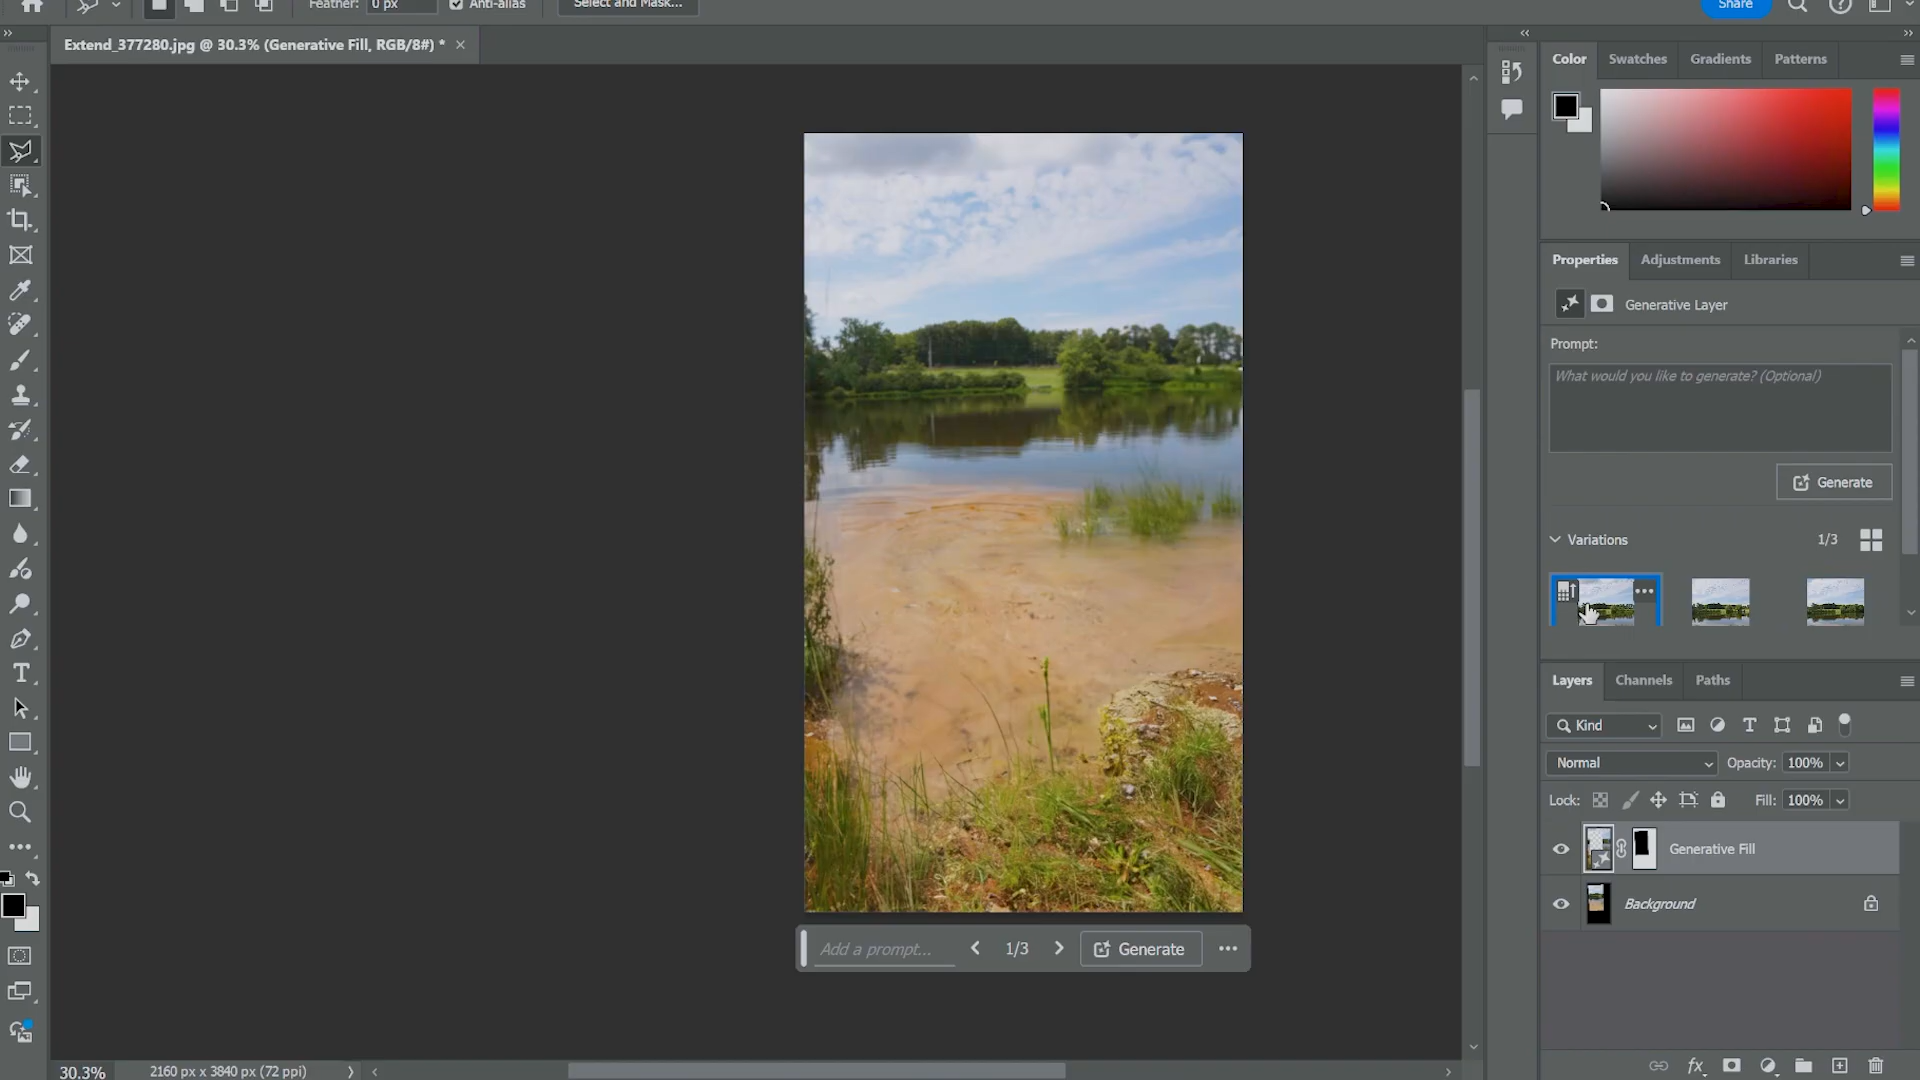 Feather: 0 px Anti-alias Select and Mask... Share
Extend_377280.jpg @ 30.3% (Generative Fill, RGB/8#) *
Color Swatches Gradients Patterns
Properties Adjustments Libraries
Generative Layer
Prompt:
What would you like to generate? (Optional)
Generate
Variations 1/3
Layers Channels Paths
Kind
Normal Opacity: 100%
Lock: Fill: 100%
Generative Fill
Background
Add a prompt... 1/3 Generate
30.3% 2160 px x 3840 px (72 ppi)